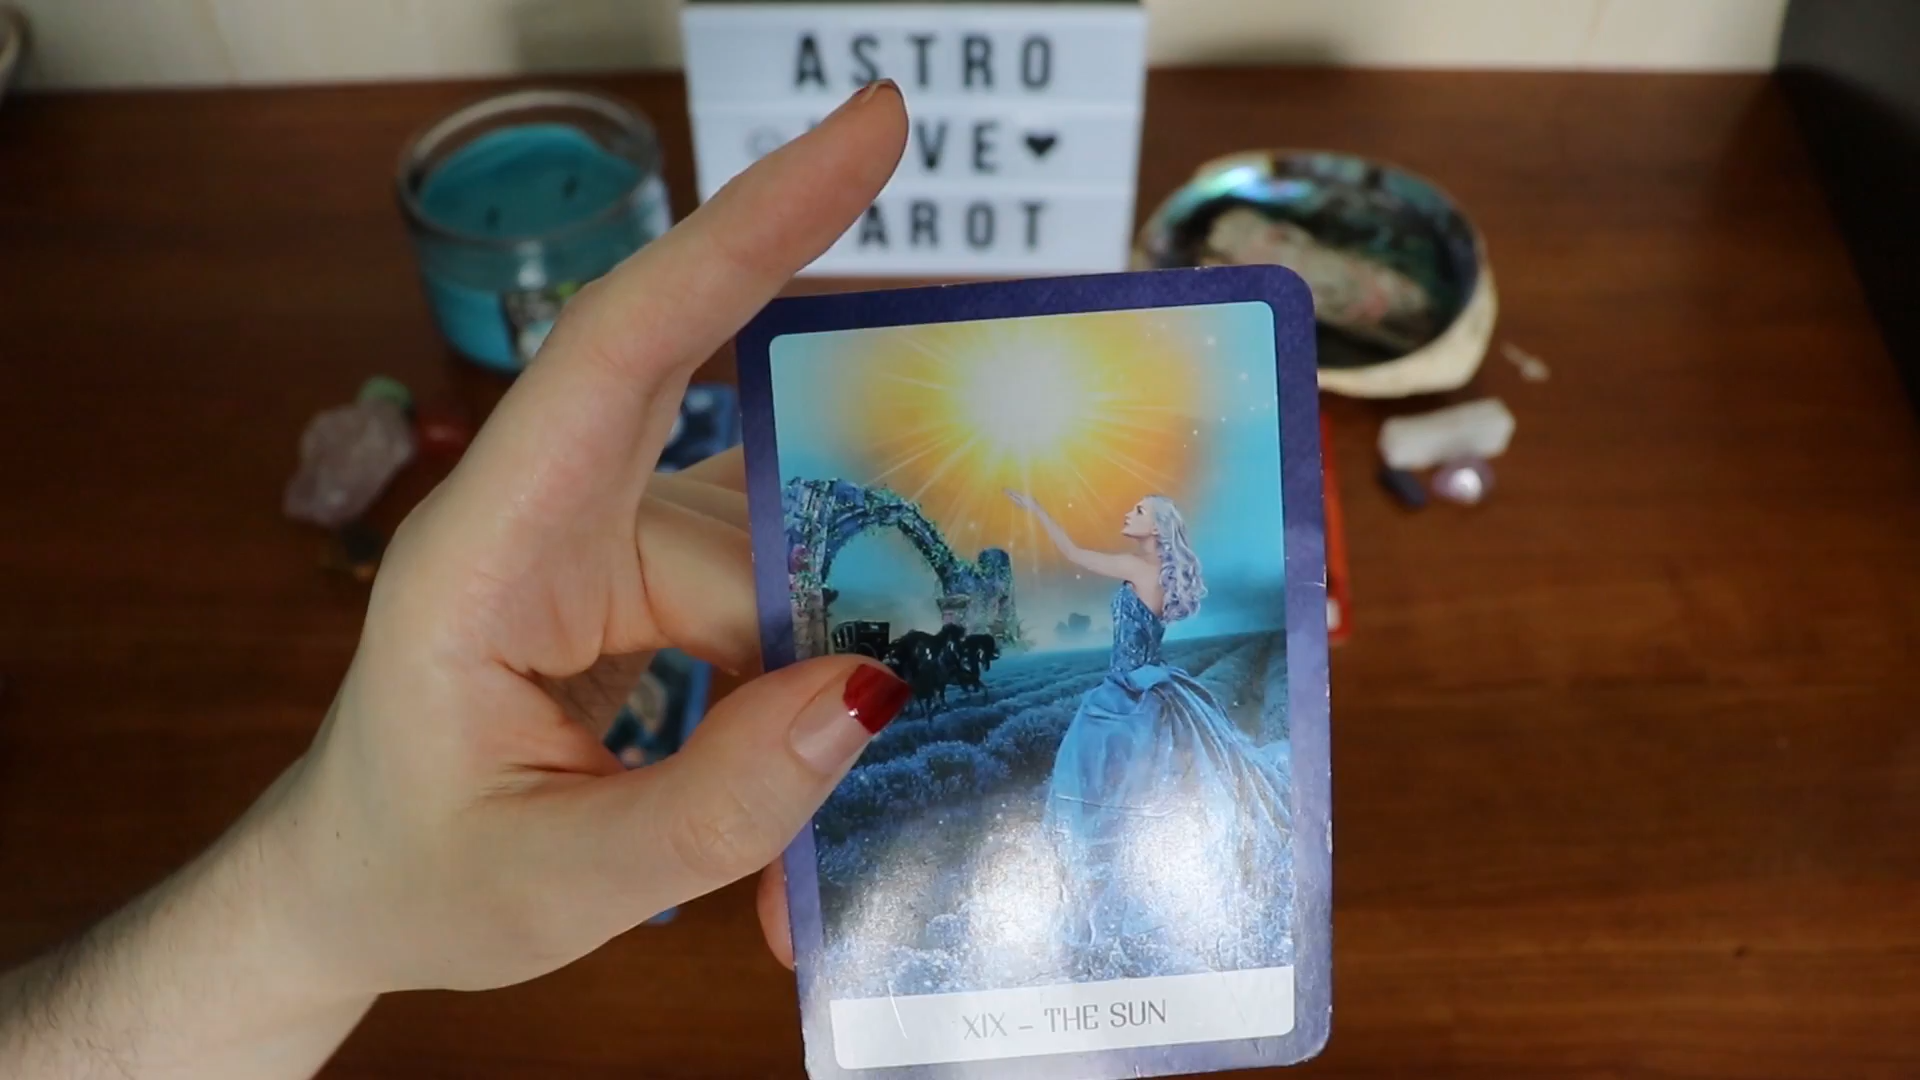 ASTRO
VE♥
AROT
XIX – THE SUN